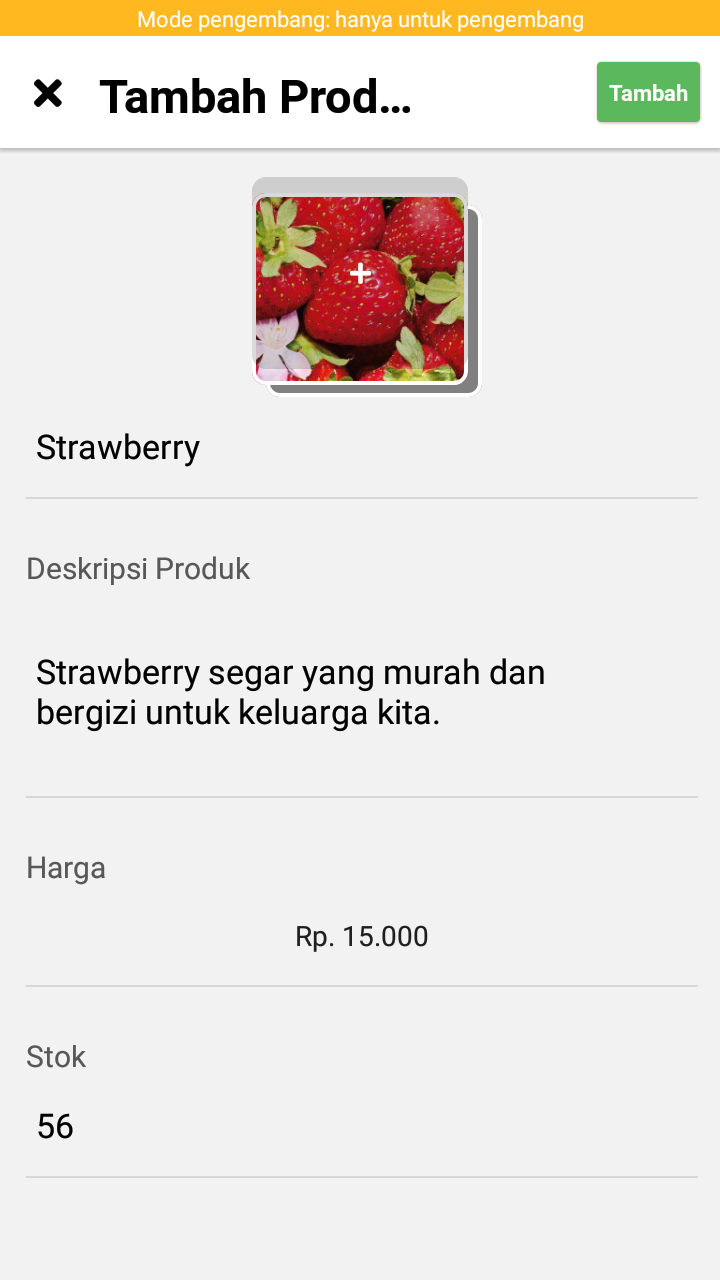 Mode pengembang: hanya untuk pengembang
Tambah Prod...
Tambah
Strawberry
Deskripsi Produk
Strawberry segar yang murah dan
bergizi untuk keluarga kita.
Harga
Rp. 15.000
Stok
56